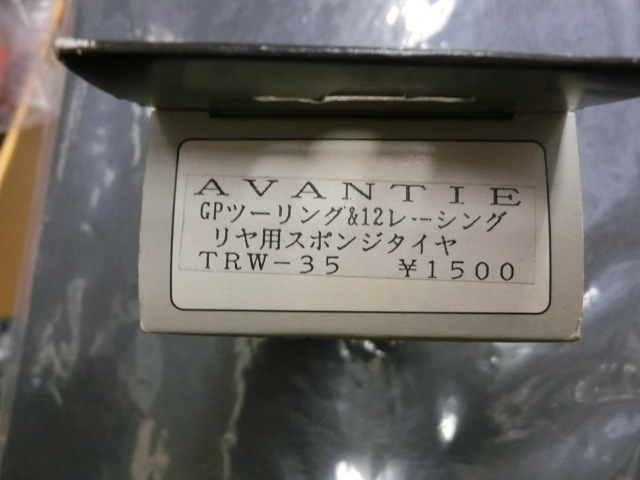 AVANTIE
GPツーリング&12レーシング
リヤ用スポンジタイヤ
TRW-35 ¥1500